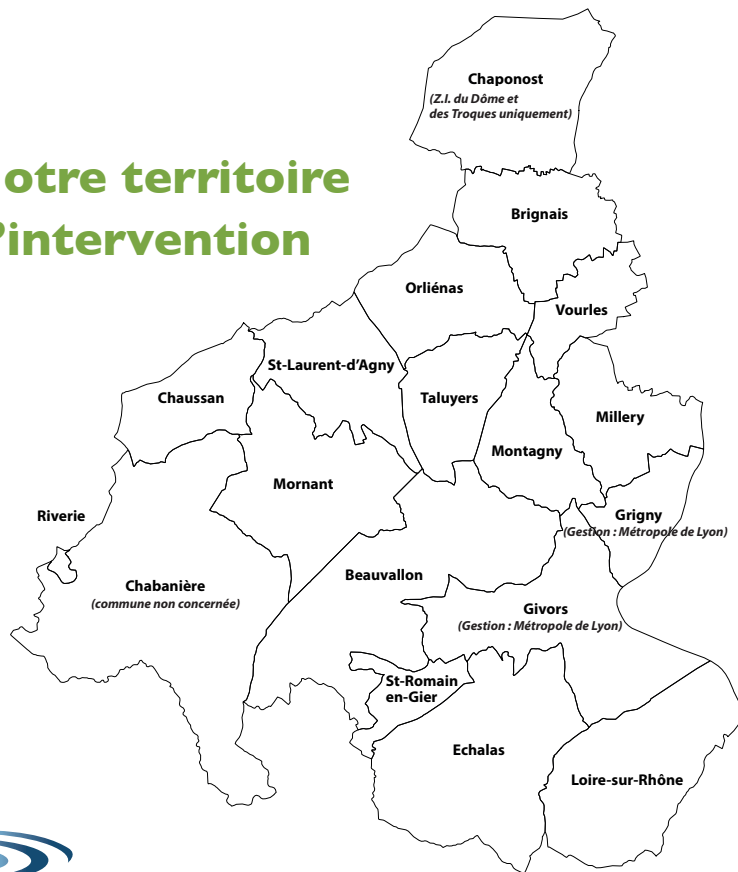 Chaponost
(Z.I. du Dôme et
des Troques uniquement)
otre territoire
'intervention
Brignais
Orliénas
Vourles
St-Laurent-d'Agny
Chaussan
Taluyers
Millery
Montagny
Mornant
Riverie
Grigny
(Gestion : Métropole de Lyon)
Beauvallon
Chabanière
(commune non concernée)
Givors
(Gestion : Métropole de Lyon)
St-Romain
en-Gier
Echalas
Loire-sur-Rhône